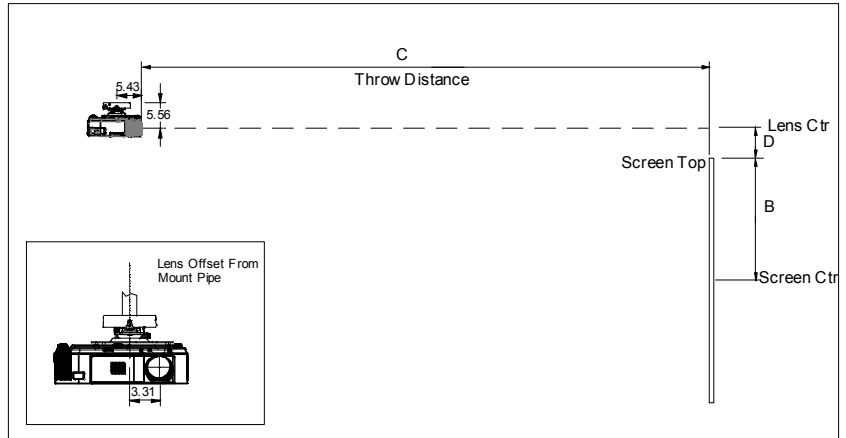 C
Throw Distance
5.43
5.56
Lens Ctr
D
Screen Top
B
Screen Ctr
Lens Offset From
Mount Pipe
3.31